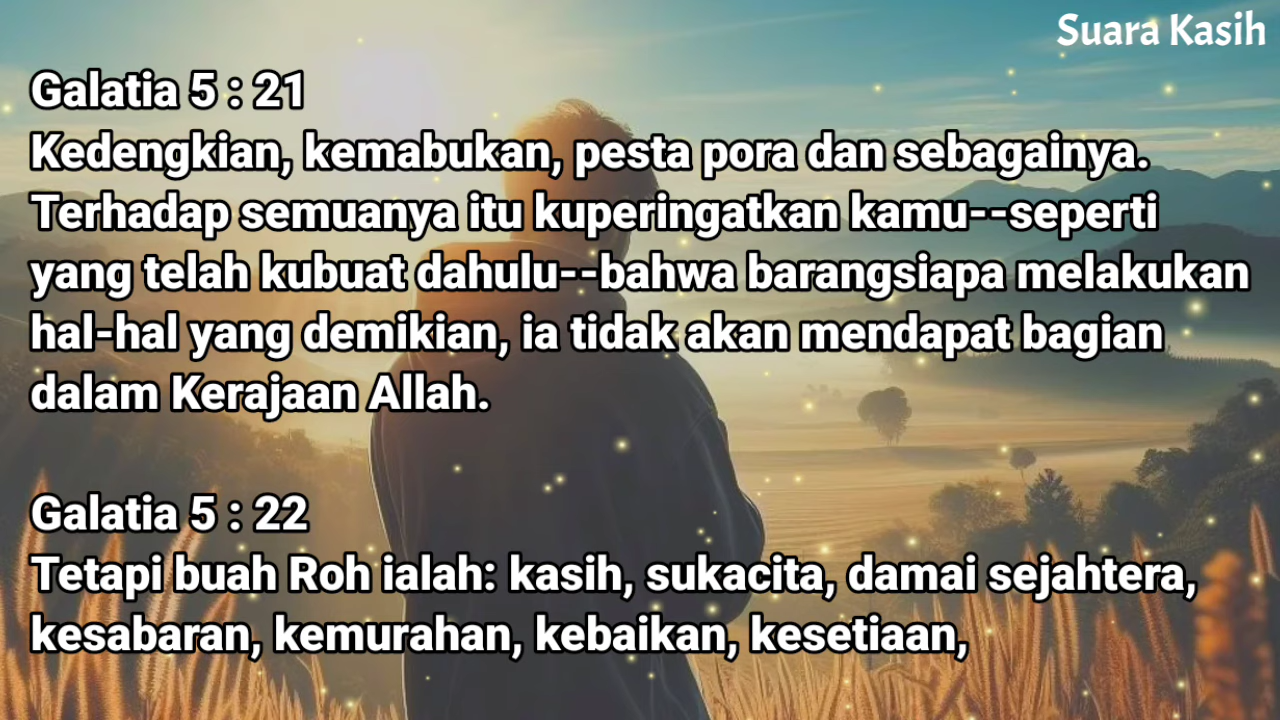 Suara Kasih
Galatia 5 : 21
Kedengkian, kemabukan, pesta pora dan sebagainya.
Terhadap semuanya itu kuperingatkan kamu--seperti
yang telah kubuat dahulu--bahwa barangsiapa melakukan
hal-hal yang demikian, ia tidak akan mendapat bagian
dalam Kerajaan Allah.
Galatia 5 : 22
Tetapi buah Roh ialah: kasih, sukacita, damai sejahtera,
kesabaran, kemurahan, kebaikan, kesetiaan,